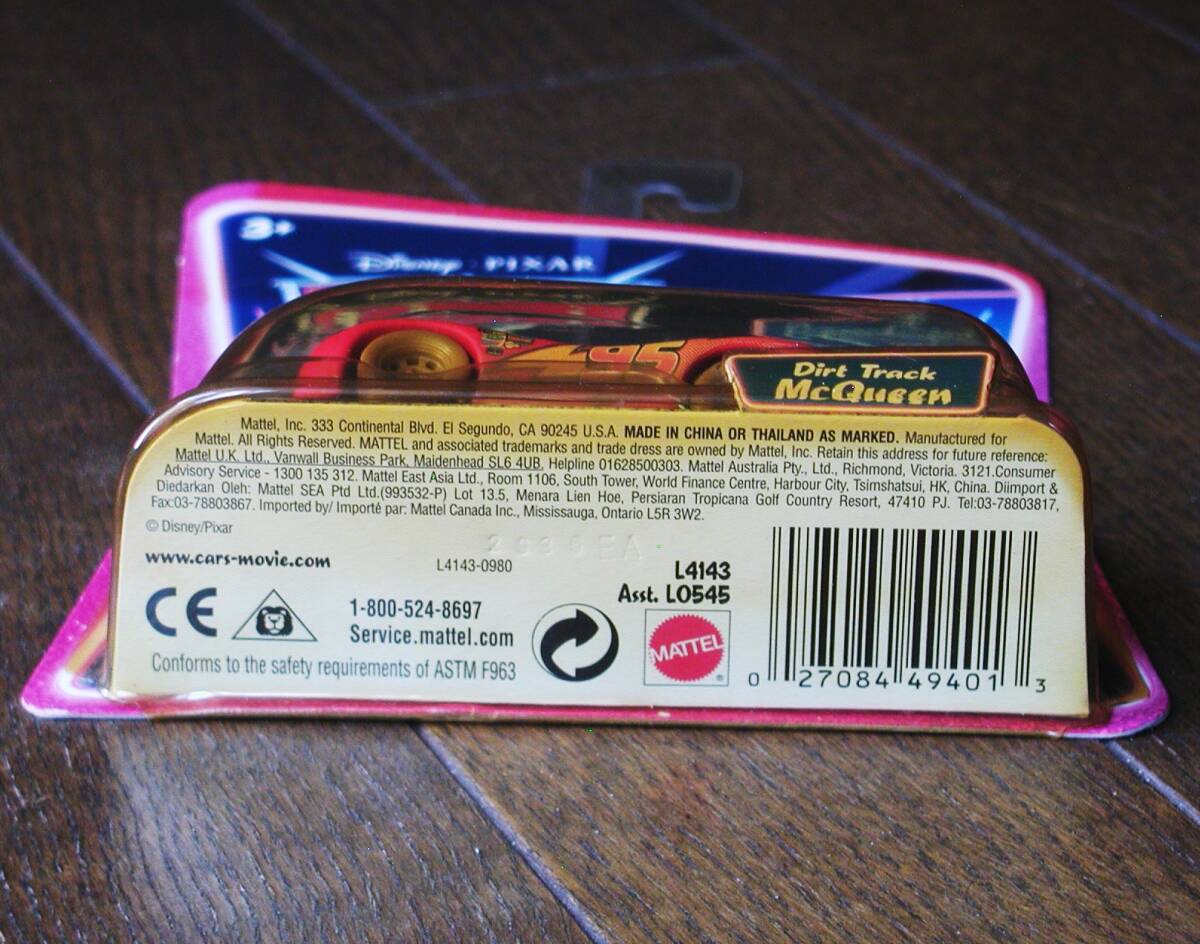 3+
Disney PIXAR
95
Dirt Track
McQueen
Mattel, Inc. 333 Continental Blvd. El Segundo, CA 90245 U.S.A. MADE IN CHINA OR THAILAND AS MARKED. Manufactured for
Mattel. All Rights Reserved. MATTEL and associated trademarks and trade dress are owned by Mattel, Inc. Retain this address for future reference:
Mattel U.K. Ltd., Vanwall Business Park, Maidenhead SL6 4UB, Helpline 01628500303. Mattel Australia Pty., Ltd., Richmond, Victoria. 3121.Consumer
Advisory Service - 1300 135 312. Mattel East Asia Ltd., Room 1106, South Tower, World Finance Centre, Harbour City, Tsimshatsui, HK, China. Diimport &
Diedarkan Oleh: Mattel SEA Ptd Ltd.(993532-P) Lot 13.5, Menara Lien Hoe, Persiaran Tropicana Golf Country Resort, 47410 PJ. Tel:03-78803817,
Fax:03-78803867. Imported by/ Importé par: Mattel Canada Inc., Mississauga, Ontario L5R 3W2.
© Disney/Pixar
www.cars-movie.com
L4143-0980
L4143
Asst. L0545
CE
1-800-524-8697
Service.mattel.com
Conforms to the safety requirements of ASTM F963
MATTEL
®
0 27084 49401 3